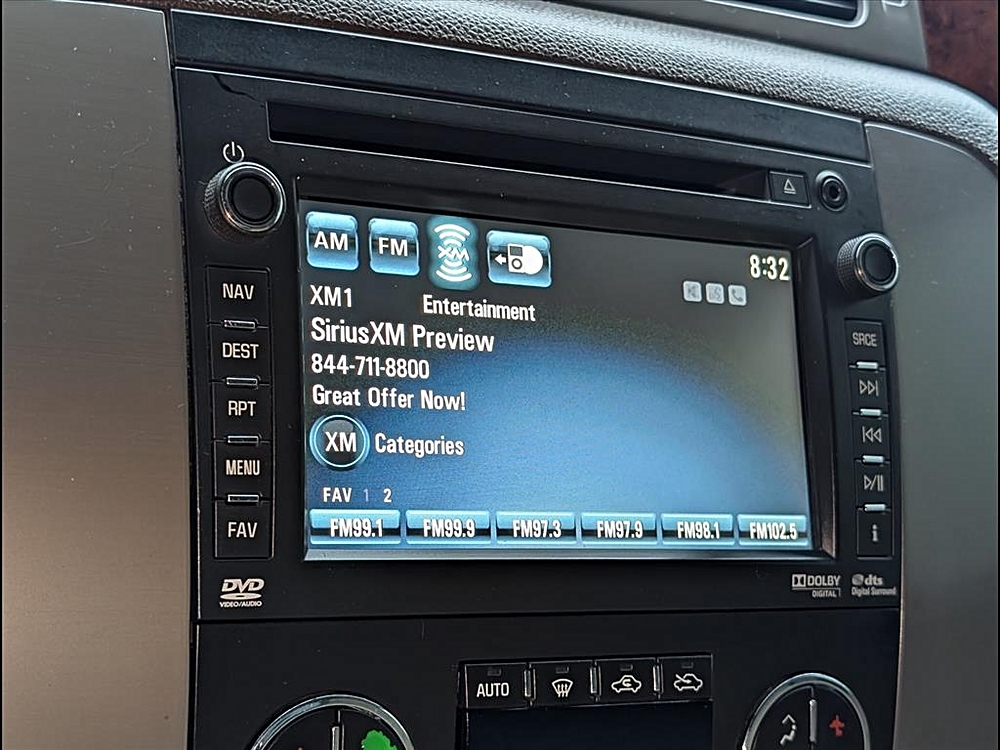 AM FM XM
8:32
XM1 Entertainment
SiriusXM Preview
844-711-8800
Great Offer Now!
XM Categories
FAV 1 2
FM99.1 FM99.9 FM97.3 FM97.9 FM98.1 FM102.5
NAV
DEST
RPT
MENU
FAV
SRCE
i
DVD
VIDEO/AUDIO
DOLBY
DIGITAL
dts
Digital Surround
AUTO